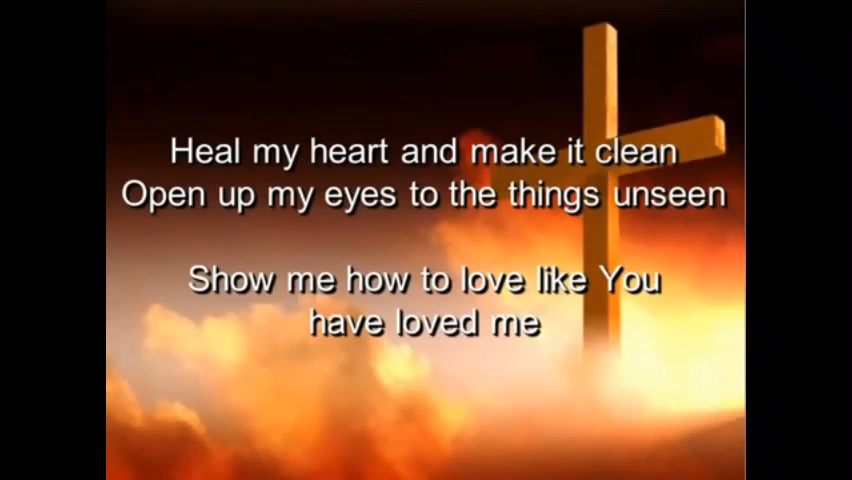 Heal my heart and make it clean
Open up my eyes to the things unseen
Show me how to love like You
have loved me